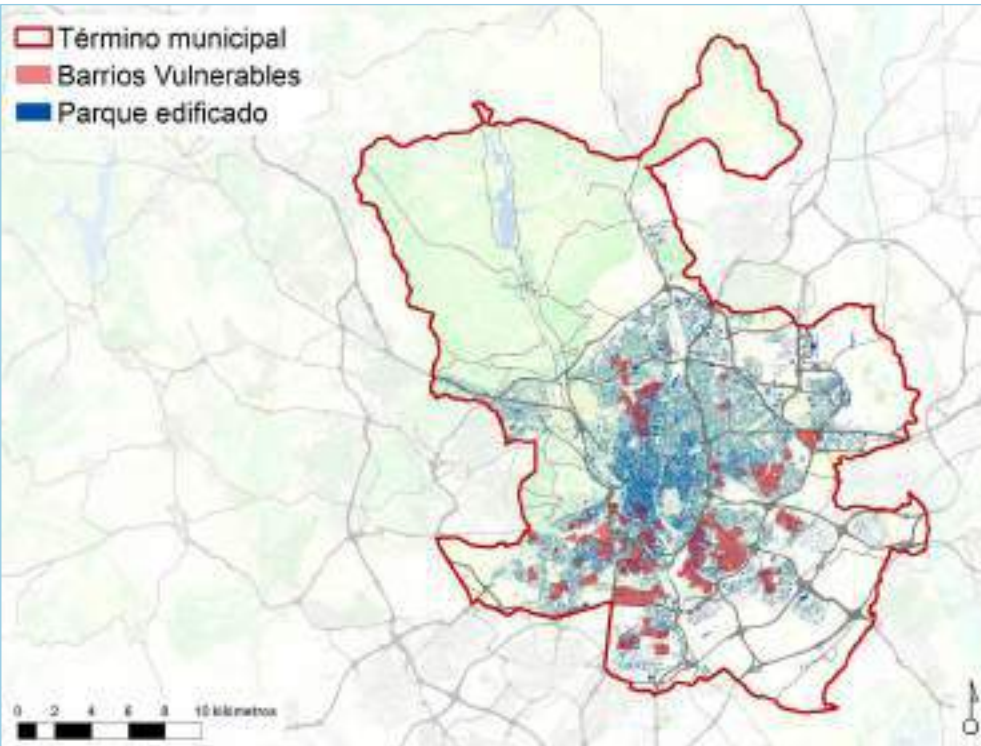 Término municipal
Barrios Vulnerables
Parque edificado
0 2 4 6 8 10 kilómetros